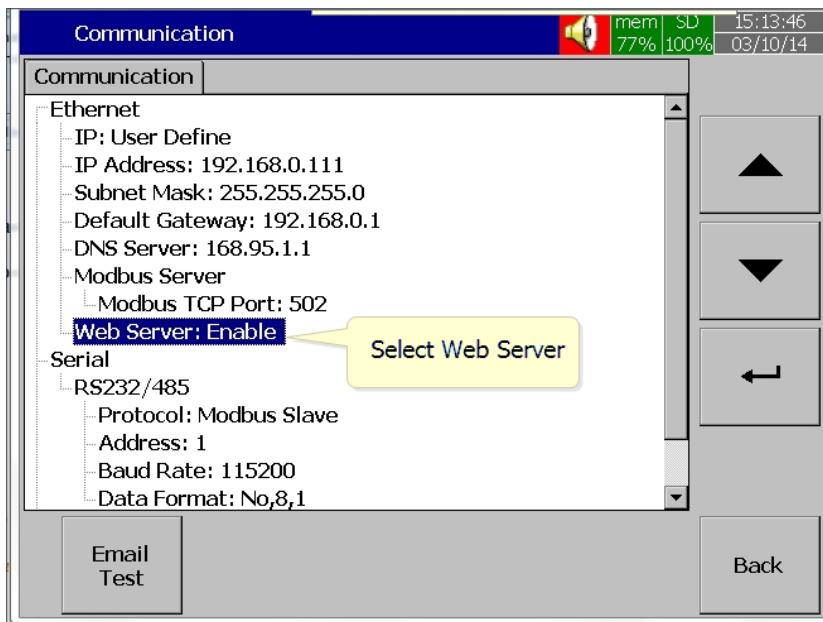 Communication
mem SD 15:13:46
77% 100% 03/10/14
Communication
Ethernet
IP: User Define
IP Address: 192.168.0.111
Subnet Mask: 255.255.255.0
Default Gateway: 192.168.0.1
DNS Server: 168.95.1.1
Modbus Server
Modbus TCP Port: 502
Web Server: Enable
Select Web Server
Serial
RS232/485
Protocol: Modbus Slave
Address: 1
Baud Rate: 115200
Data Format: No,8,1
Email
Test
Back